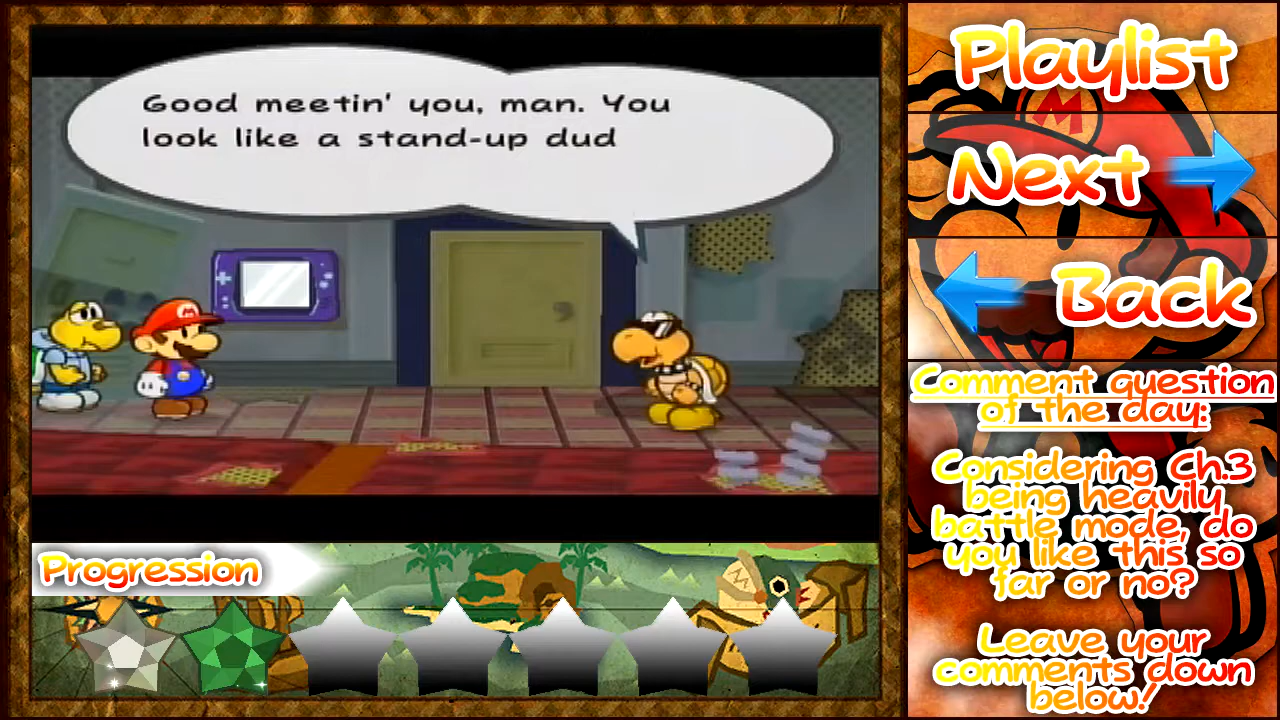 Good meetin' you, man. You
look like a stand-up dud
Playlist
Next
Back
Comment question
of the day:
Considering Ch.3
being heavily
battle mode, do
you like this so
far or no?
Leave your
comments down
below!
Progression
M